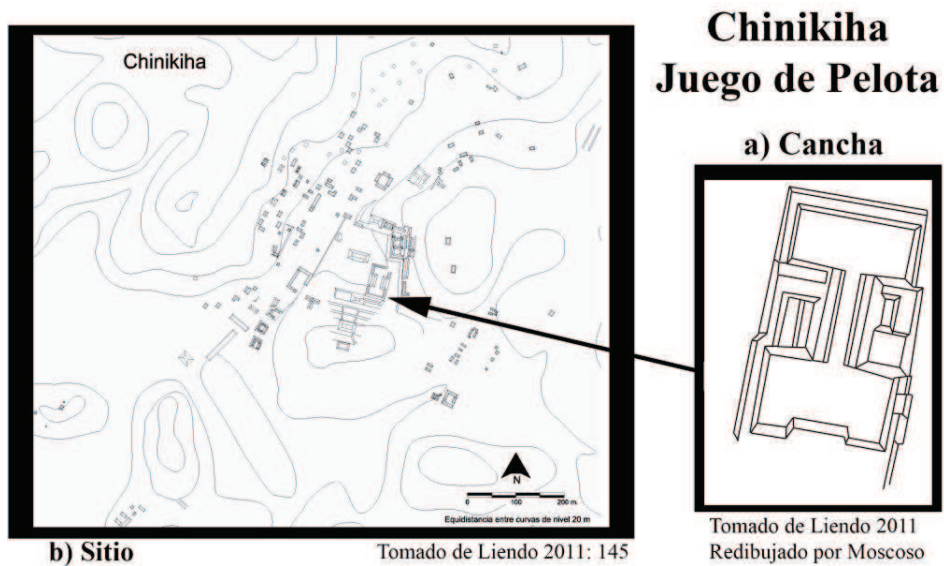 Chinikiha
Juego de Pelota
Chinikiha
a) Cancha
N
0 100 200 m.
Equidistancia entre curvas de nivel 20 m
b) Sitio
Tomado de Liendo 2011: 145
Tomado de Liendo 2011
Redibujado por Moscoso